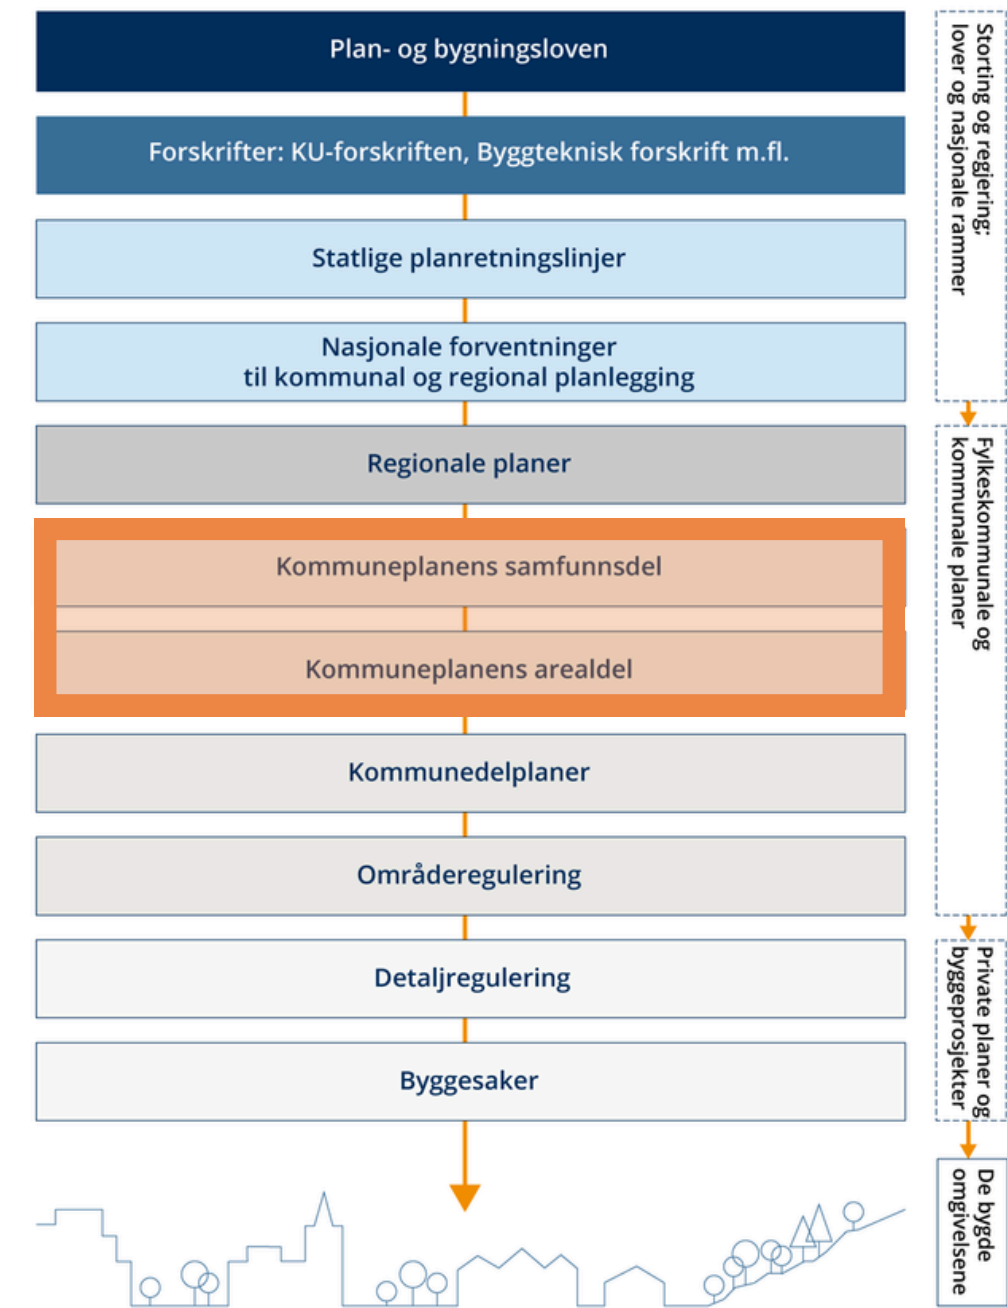 Plan- og bygningsloven
Forskrifter: KU-forskriften, Byggteknisk forskrift m.fl.
Statlige planretningslinjer
Nasjonale forventninger
til kommunal og regional planlegging
Regionale planer
Kommuneplanens samfunnsdel
Kommuneplanens arealdel
Kommunedelplaner
Områderegulering
Detaljregulering
Byggesaker
Storting og regjering;
lover og nasjonale rammer
Fylkeskommunale og
kommunale planer
Private planer og
byggeprosjekter
De bygde
omgivelsene